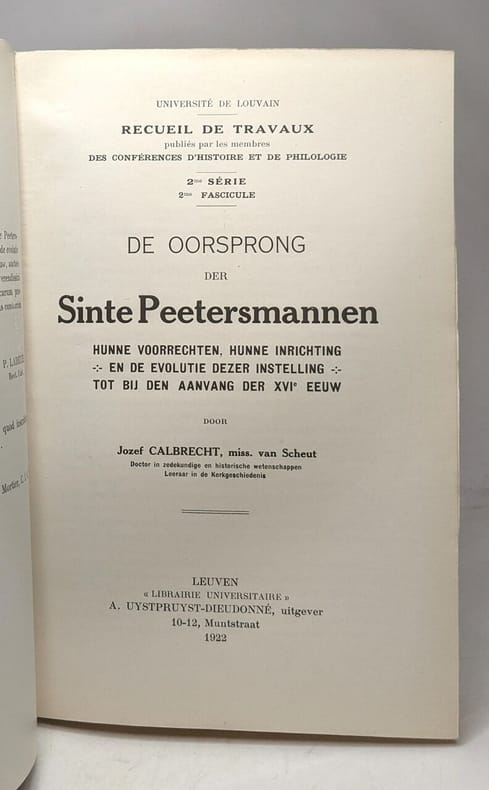 UNIVERSITÉ DE LOUVAIN
RECUEIL DE TRAVAUX
publiés par les membres
DES CONFÉRENCES D'HISTOIRE ET DE PHILOLOGIE
2me SÉRIE
2me FASCICULE
DE OORSPRONG
DER
Sinte Peetersmannen
HUNNE VOORRECHTEN, HUNNE INRICHTING
-:- EN DE EVOLUTIE DEZER INSTELLING -:-
TOT BIJ DEN AANVANG DER XVIe EEUW
DOOR
Jozef CALBRECHT, miss. van Scheut
Doctor in zedekundige en historische wetenschappen
Leeraar in de Kerkgeschiedenis
LEUVEN
« LIBRAIRIE UNIVERSITAIRE »
A. UYSTPRUYST-DIEUDONNÉ, uitgever
10-12, Muntstraat
1922